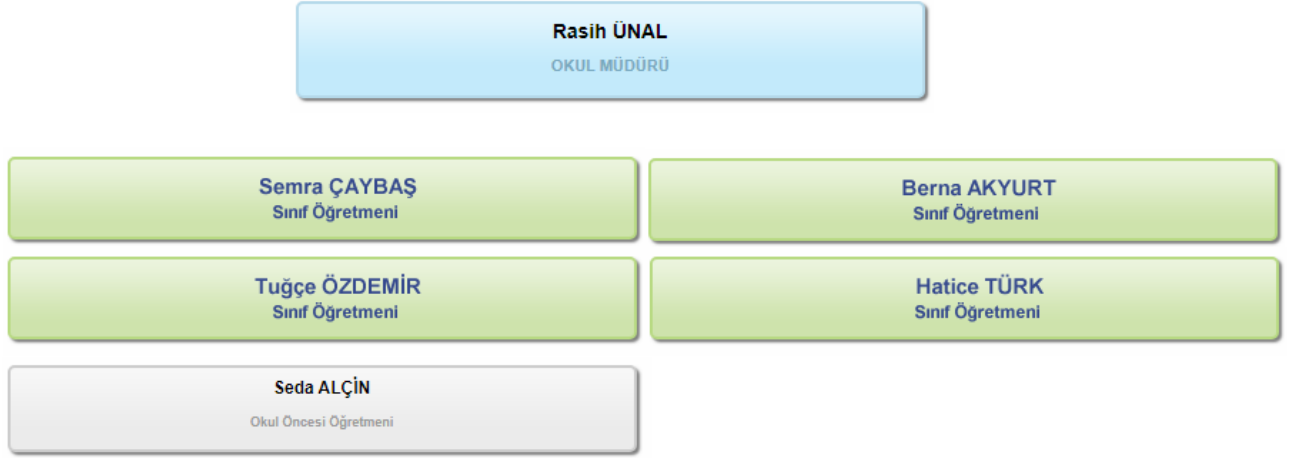 Rasih ÜNAL
OKUL MÜDÜRÜ
Semra ÇAYBAŞ
Sınıf Öğretmeni
Berna AKYURT
Sınıf Öğretmeni
Tuğçe ÖZDEMİR
Sınıf Öğretmeni
Hatice TÜRK
Sınıf Öğretmeni
Seda ALÇİN
Okul Öncesi Öğretmeni